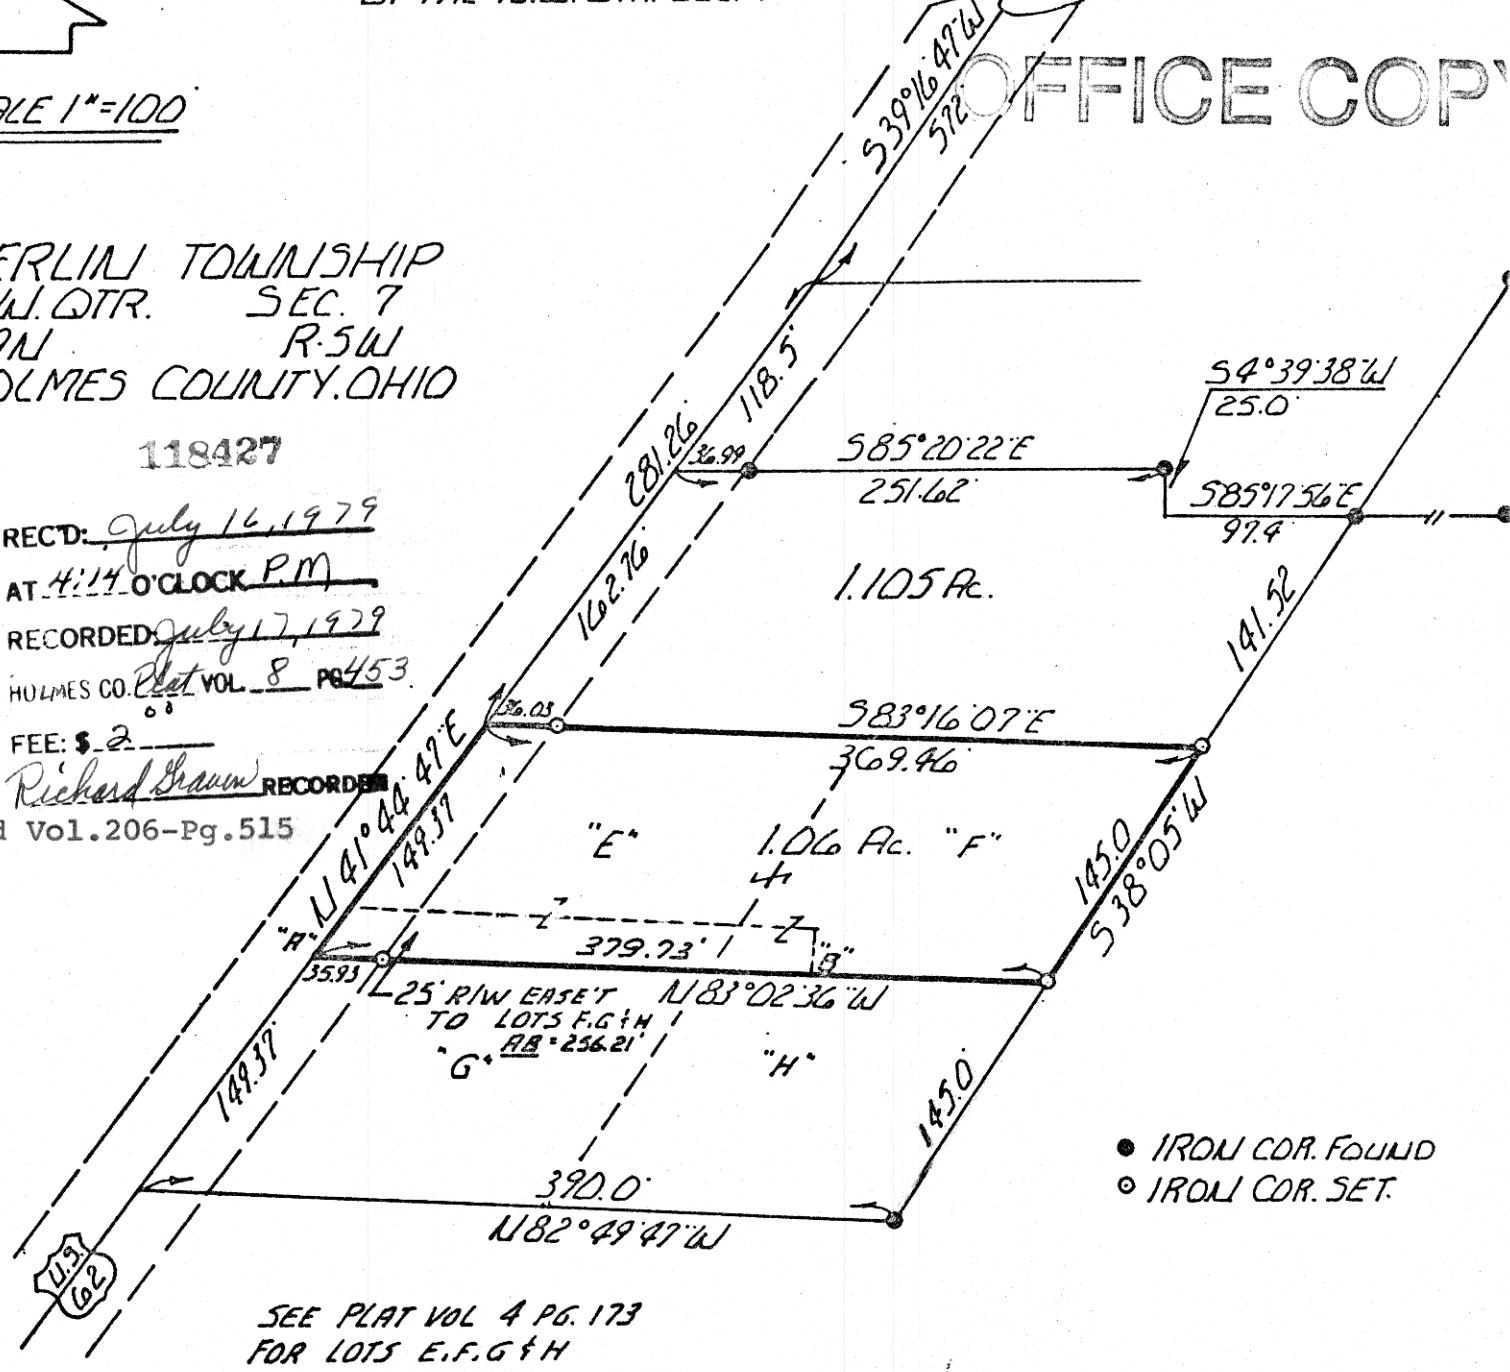 S39°16'47"W
572'
OFFICE COPY
1"=100'
TOWNSHIP
QTR. SEC. 7
R-5W
COUNTY, OHIO
118427
REC'D: July 16, 1979
AT 4:14 O'CLOCK P.M
RECORDED: July 17, 1979
HOLMES CO. Plat VOL. 8 PG. 453
FEE: $ 2
Richard Graven RECORDER
Vol.206-Pg.515
118.5'
281.26
36.99
S85°20'22"E
251.62'
S4°39'38"W
25.0'
S85°17'56"E
97.4'
162.76
1.105 Ac.
141.52
36.03
S83°16'07"E
369.46'
N41°44'47"E
149.37
"E"
1.06 Ac.
"F"
145.0
S38°05'W
"A"
379.73'
"B"
35.93
25' R/W EASE'T
TO LOTS F.G&H
AB=256.21'
N83°02'36"W
"G"
"H"
149.37'
145.0'
390.0'
N82°49'47"W
U.S.
62
IRON COR. FOUND
IRON COR. SET.
SEE PLAT VOL 4 PG. 173
FOR LOTS E.F.G & H